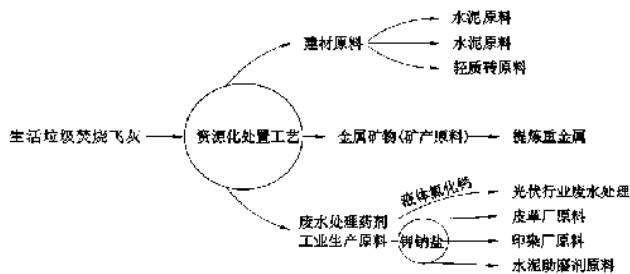 水泥原料
建材原料
水泥原料
轻质砖原料
生活垃圾焚烧飞灰
资源化处置工艺
金属矿物(矿产原料)
提炼重金属
液体氯化钙
光伏行业废水处理
废水处理药剂
皮革厂原料
工业生产原料
钾钠盐
印染厂原料
水泥助磨剂原料